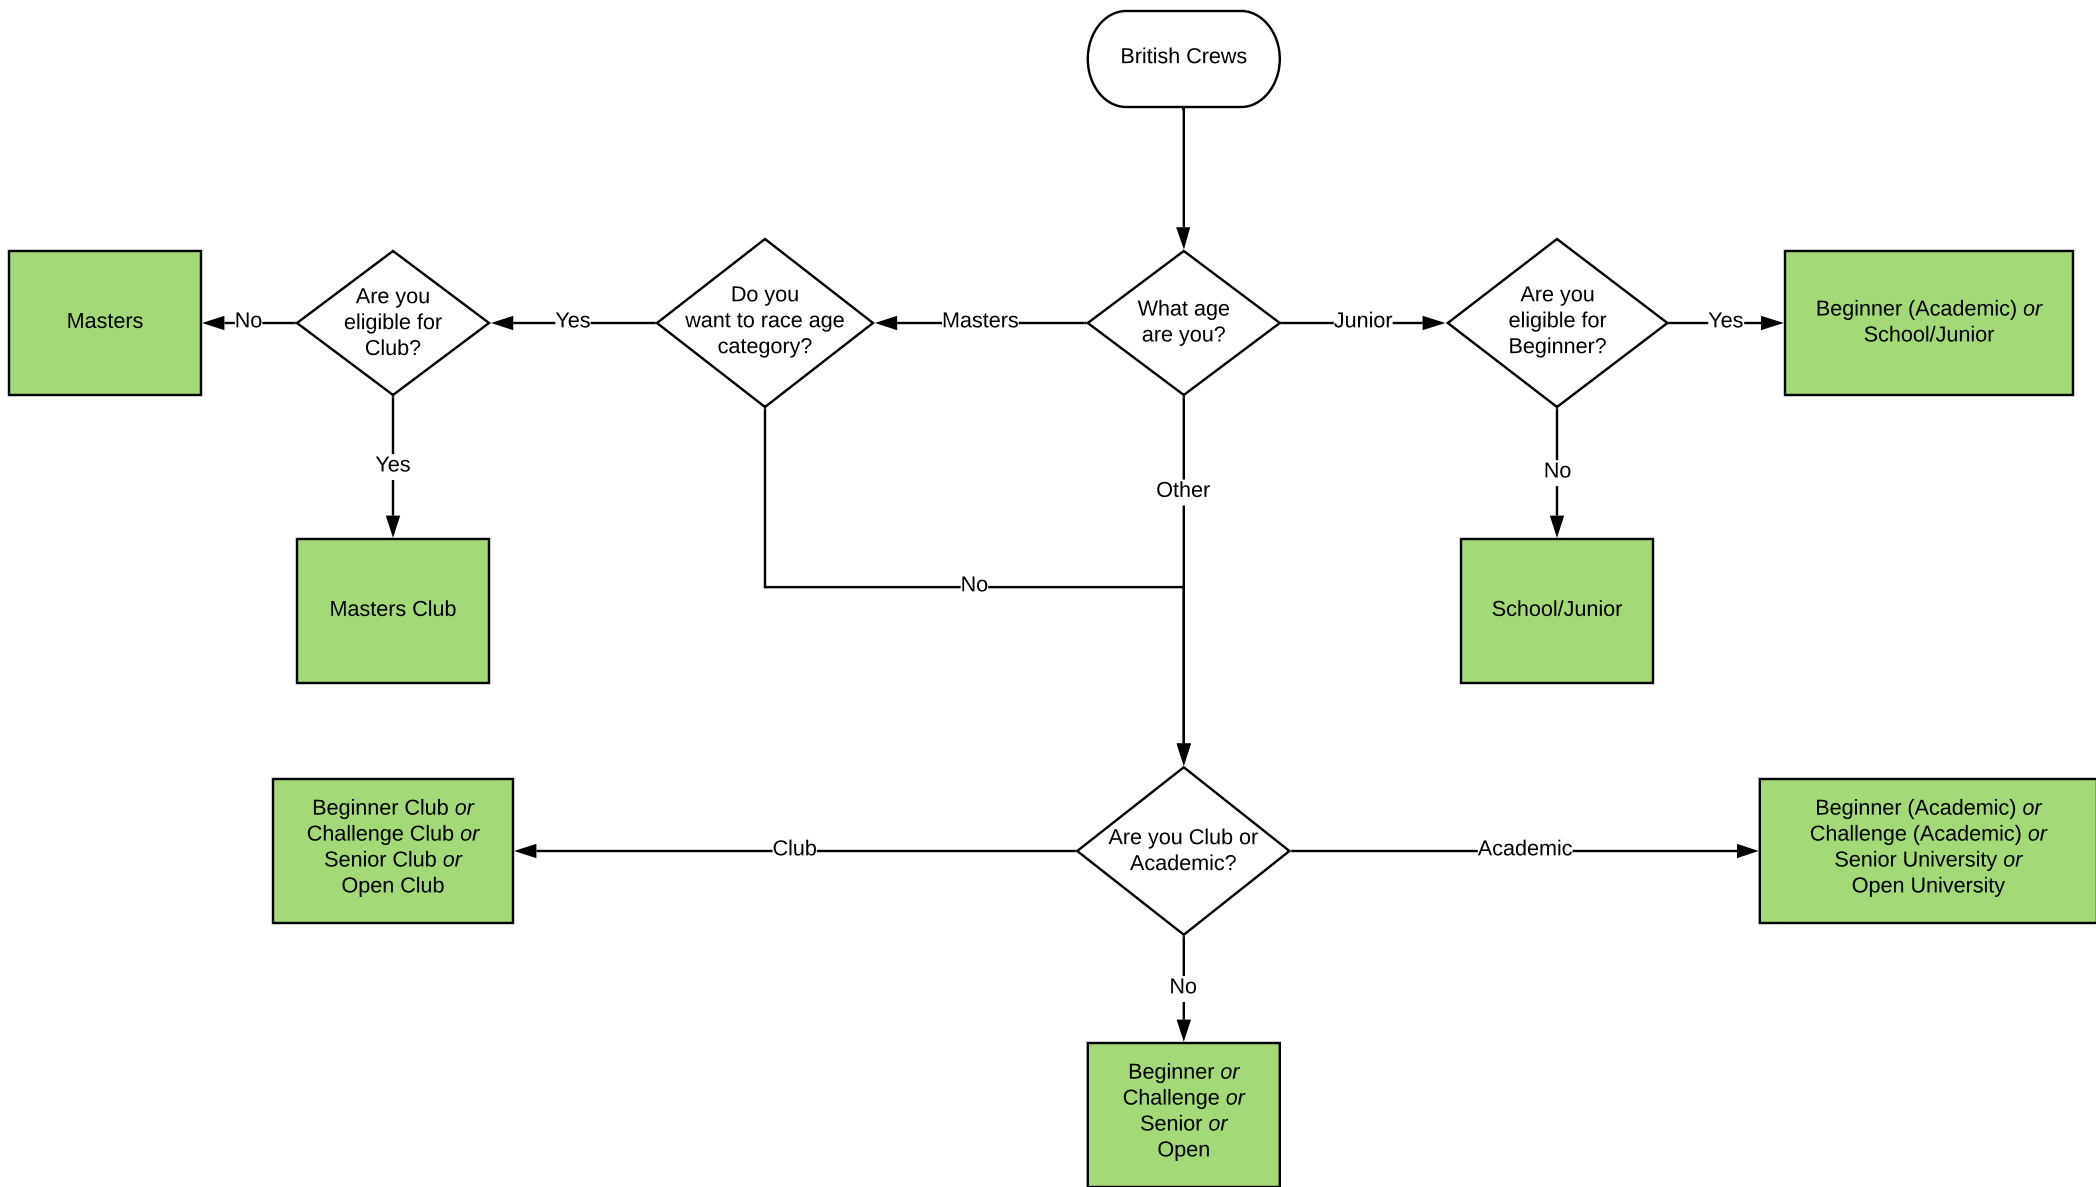 British Crews
Masters
No
Are you
eligible for
Club?
Yes
Do you
want to race age
category?
Masters
What age
are you?
Junior
Are you
eligible for
Beginner?
Yes
Beginner (Academic) or
School/Junior
Yes
Other
No
Masters Club
No
School/Junior
Beginner Club or
Challenge Club or
Senior Club or
Open Club
Club
Are you Club or
Academic?
Academic
Beginner (Academic) or
Challenge (Academic) or
Senior University or
Open University
No
Beginner or
Challenge or
Senior or
Open